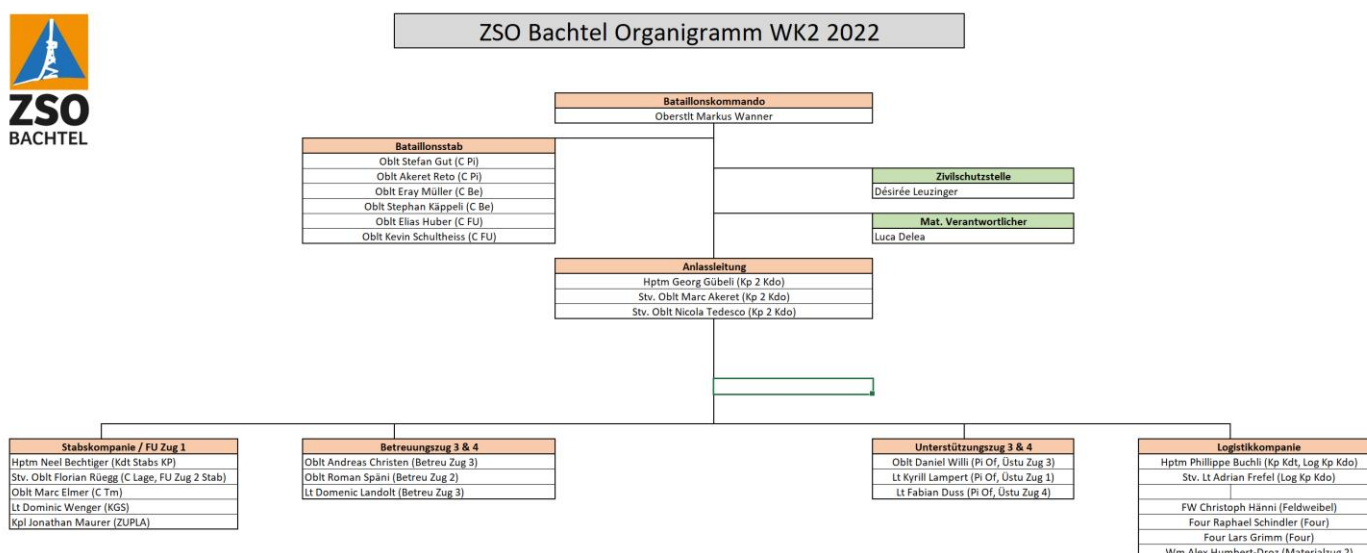 ZSO Bachtel Organigramm WK2 2022
ZSO
BACHTEL
Bataillonskommando
Oberstlt Markus Wanner
Bataillonsstab
Oblt Stefan Gut (C Pi)
Oblt Akeret Reto (C Pi)
Oblt Eray Müller (C Be)
Oblt Stephan Käppeli (C Be)
Oblt Elias Huber (C FU)
Oblt Kevin Schultheiss (C FU)
Zivilschutzstelle
Désirée Leuzinger
Mat. Verantwortlicher
Luca Delea
Anlassleitung
Hptm Georg Gübeli (Kp 2 Kdo)
Stv. Oblt Marc Akeret (Kp 2 Kdo)
Stv. Oblt Nicola Tedesco (Kp 2 Kdo)
Stabskompanie / FU Zug 1
Hptm Neel Bechtiger (Kdt Stabs KP)
Stv. Oblt Florian Rüegg (C Lage, FU Zug 2 Stab)
Oblt Marc Elmer (C Tm)
Lt Dominic Wenger (KGS)
Kpl Jonathan Maurer (ZUPLA)
Betreuungszug 3 & 4
Oblt Andreas Christen (Betreu Zug 3)
Oblt Roman Späni (Betreu Zug 2)
Lt Domenic Landolt (Betreu Zug 3)
Unterstützungszug 3 & 4
Oblt Daniel Willi (Pi Of, Üstu Zug 3)
Lt Kyrill Lampert (Pi Of, Üstu Zug 1)
Lt Fabian Duss (Pi Of, Üstu Zug 4)
Logistikkompanie
Hptm Phillippe Buchli (Kp Kdt, Log Kp Kdo)
Stv. Lt Adrian Frefel (Log Kp Kdo)
FW Christoph Hänni (Feldweibel)
Four Raphael Schindler (Four)
Four Lars Grimm (Four)
Wm Alex Humbert-Droz (Materialzug 2)